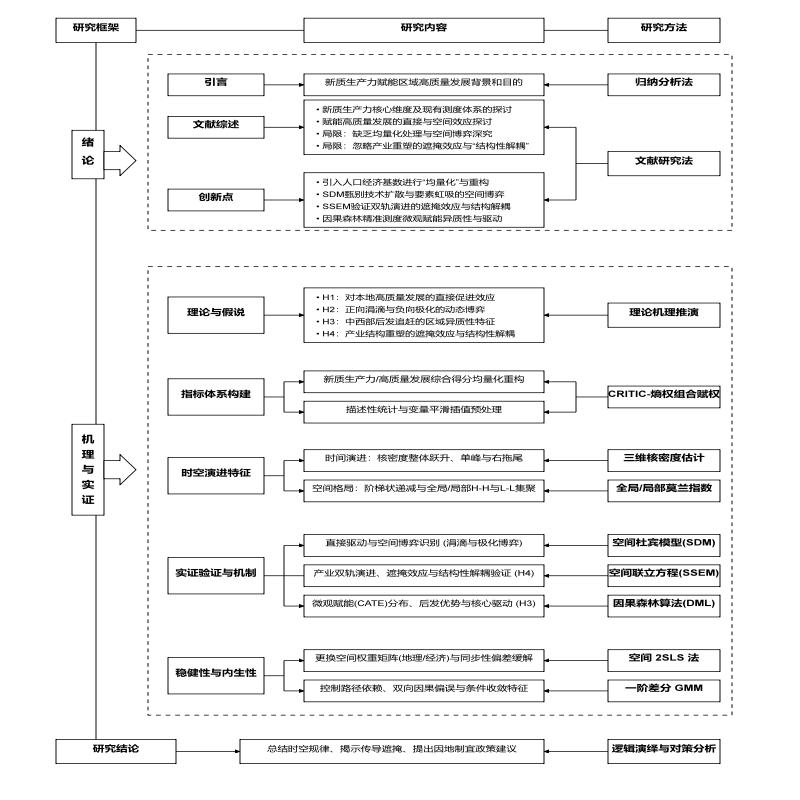 研究框架
研究内容
研究方法
绪论
引言
新质生产力赋能区域高质量发展背景和目的
归纳分析法
文献综述
• 新质生产力核心维度及现有测度体系的探讨
• 赋能高质量发展的直接与空间效应探讨
• 局限：缺乏均量化处理与空间博弈深究
• 局限：忽略产业重塑的遮掩效应与“结构性解耦”
文献研究法
创新点
• 引入人口经济基数进行“均量化”与重构
• SDM甄别技术扩散与要素虹吸的空间博弈
• SSEM验证双轨演进的遮掩效应与结构解耦
• 因果森林精准测度微观赋能异质性与驱动
机理与实证
理论与假说
• H1：对本地高质量发展的直接促进效应
• H2：正向涓滴与负向极化的动态博弈
• H3：中西部后发追赶的区域异质性特征
• H4：产业结构重塑的遮掩效应与结构性解耦
理论机理推演
指标体系构建
新质生产力/高质量发展综合得分均量化重构
描述性统计与变量平滑插值预处理
CRITIC-熵权组合赋权
时空演进特征
时间演进：核密度整体跃升、单峰与右拖尾
三维核密度估计
空间格局：阶梯状递减与全局/局部H-H与L-L集聚
全局/局部莫兰指数
实证验证与机制
直接驱动与空间博弈识别 (涓滴与极化博弈)
空间杜宾模型(SDM)
产业双轨演进、遮掩效应与结构性解耦验证 (H4)
空间联立方程(SSEM)
微观赋能(CATE)分布、后发优势与核心驱动 (H3)
因果森林算法(DML)
稳健性与内生性
更换空间权重矩阵(地理/经济)与同步性偏差缓解
空间 2SLS 法
控制路径依赖、双向因果偏误与条件收敛特征
一阶差分 GMM
研究结论
总结时空规律、揭示传导遮掩、提出因地制宜政策建议
逻辑演绎与对策分析